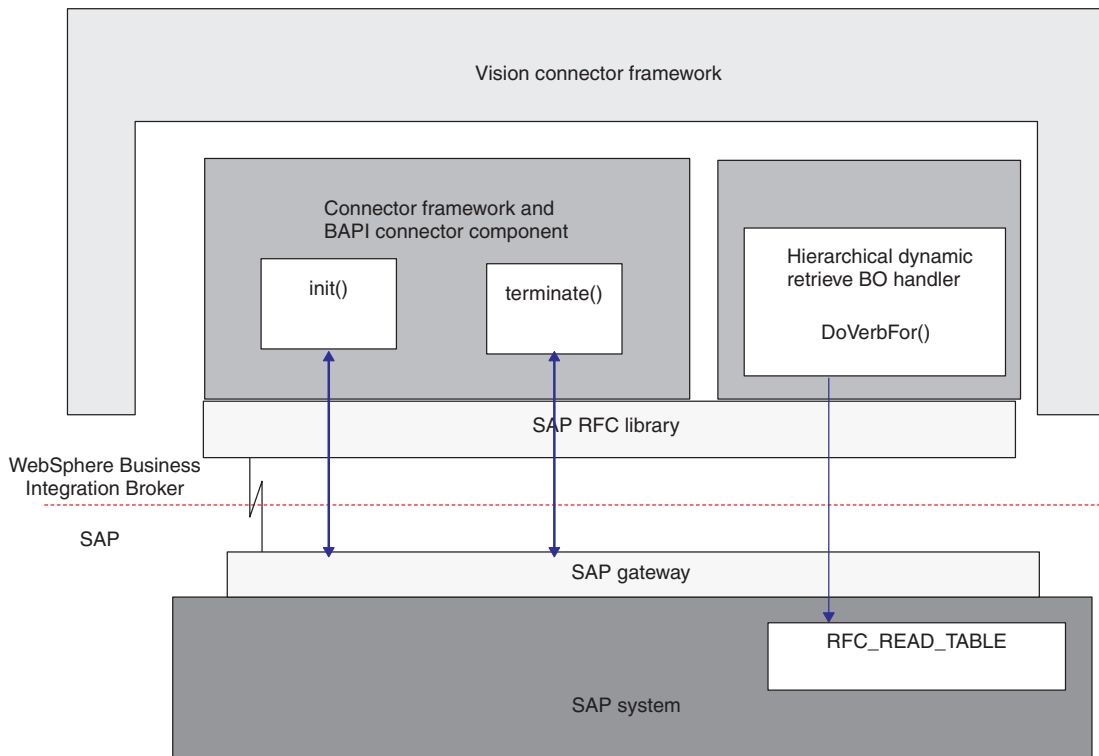 Vision connector framework
Connector framework and
BAPI connector component
init()
terminate()
Hierarchical dynamic
retrieve BO handler
DoVerbFor()
SAP RFC library
WebSphere Business
Integration Broker
SAP
SAP gateway
RFC_READ_TABLE
SAP system